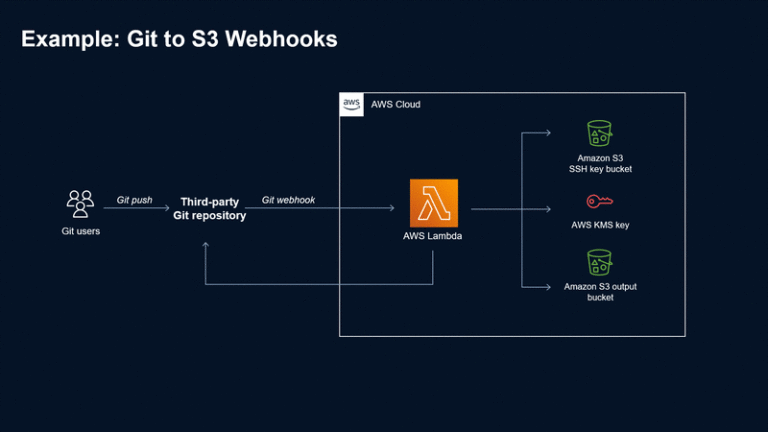 Example: Git to S3 Webhooks
aws
AWS Cloud
Amazon S3
SSH key bucket
Git push
Third-party
Git repository
Git webhook
Git users
AWS Lambda
AWS KMS key
Amazon S3 output
bucket